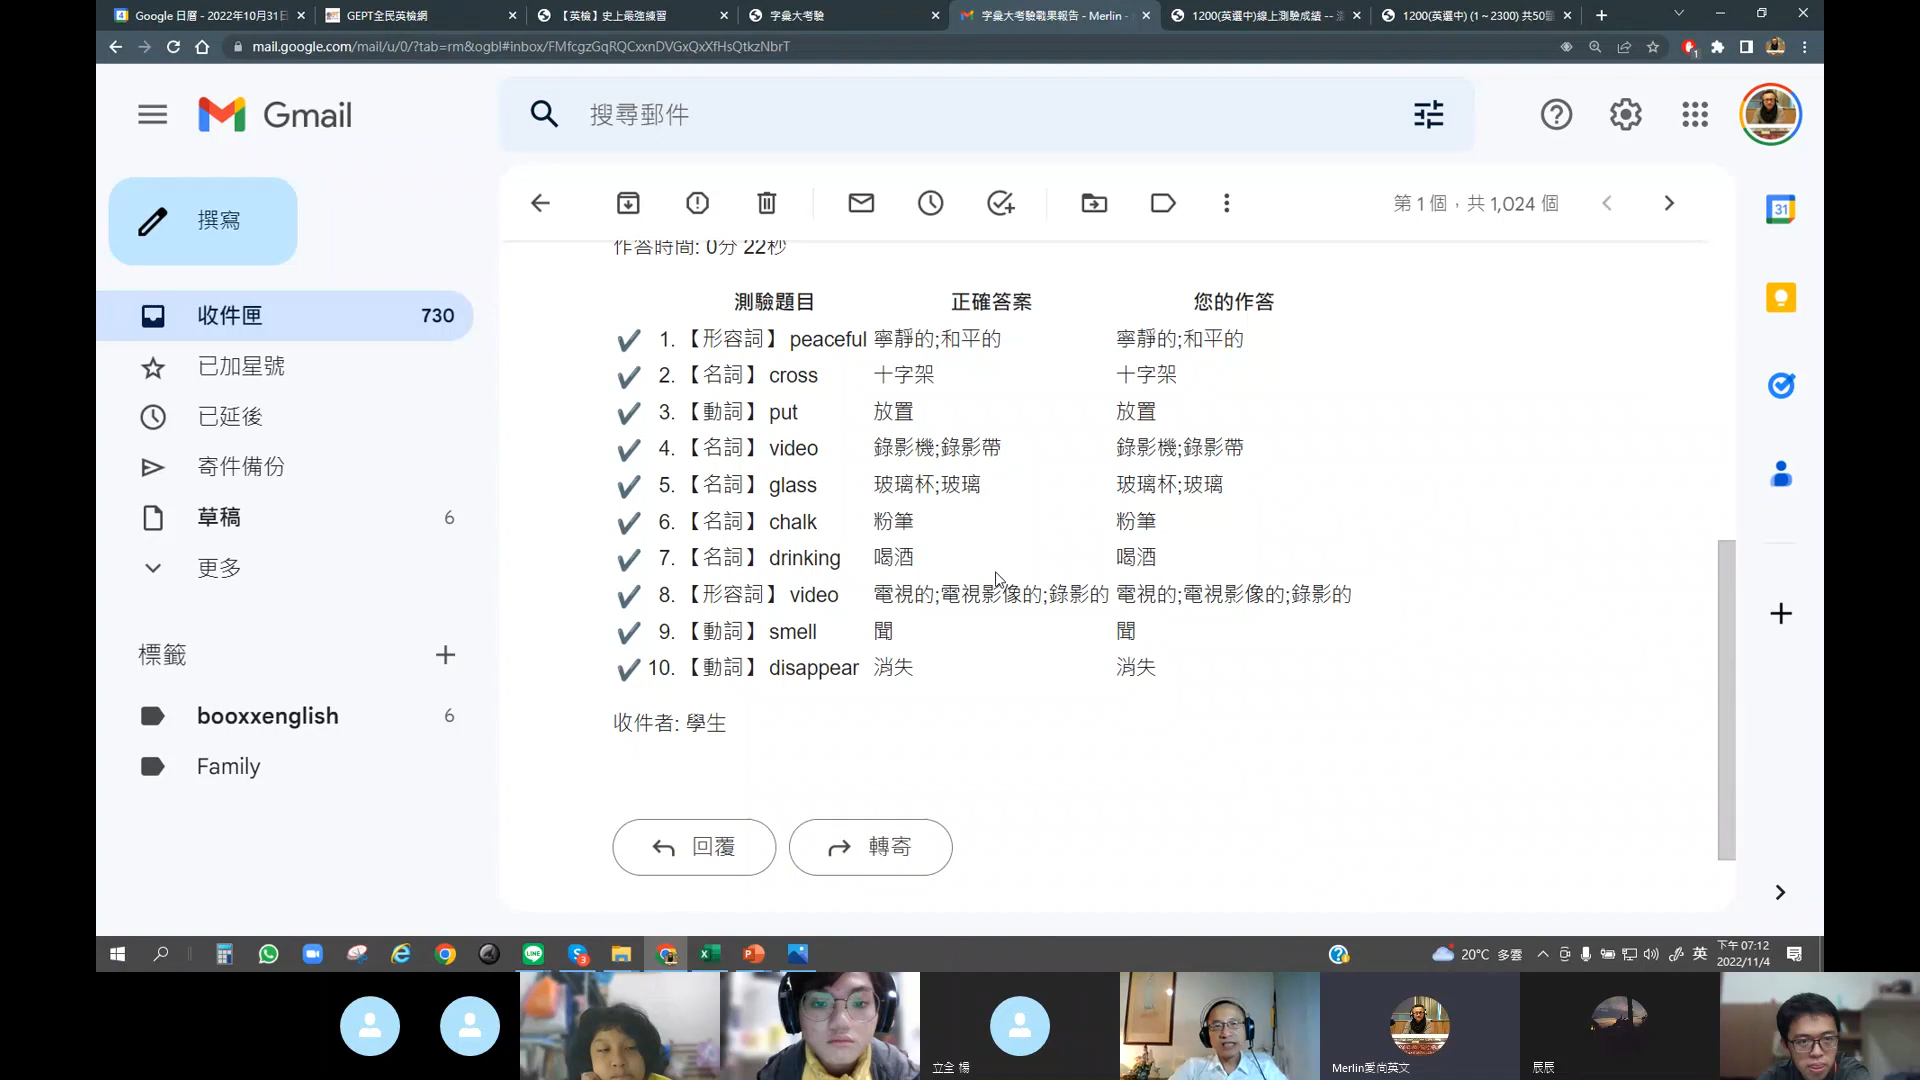 Google 日曆 - 2022年10月31日
GEPT全民英檢網
【英檢】史上最強練習
字彙大考驗
字彙大考驗戰果報告 - Merlin -
1200(英選中)線上測驗成績 --
1200(英選中) (1～2300) 共50
mail.google.com/mail/u/0/?tab=rm&ogbl#inbox/FMfcgzGqRQCxxnDVGxQxXfHsQtkzNbrT
1
Gmail
搜尋郵件
撰寫
第 1 個，共 1,024 個
31
收件匣 730
已加星號
已延後
寄件備份
草稿 6
更多
標籤
booxxenglish 6
Family
作答時間: 0分 22秒
測驗題目 正確答案 您的作答
1. 【形容詞】 peaceful 寧靜的;和平的 寧靜的;和平的
2. 【名詞】 cross 十字架 十字架
3. 【動詞】 put 放置 放置
4. 【名詞】 video 錄影機;錄影帶 錄影機;錄影帶
5. 【名詞】 glass 玻璃杯;玻璃 玻璃杯;玻璃
6. 【名詞】 chalk 粉筆 粉筆
7. 【名詞】 drinking 喝酒 喝酒
8. 【形容詞】 video 電視的;電視影像的;錄影的 電視的;電視影像的;錄影的
9. 【動詞】 smell 聞 聞
10. 【動詞】 disappear 消失 消失
收件者: 學生
回覆
轉寄
LINE
3
20°C 多雲
英
下午 07:12
2022/11/4
立全 楊
Merlin愛尚英文
辰辰